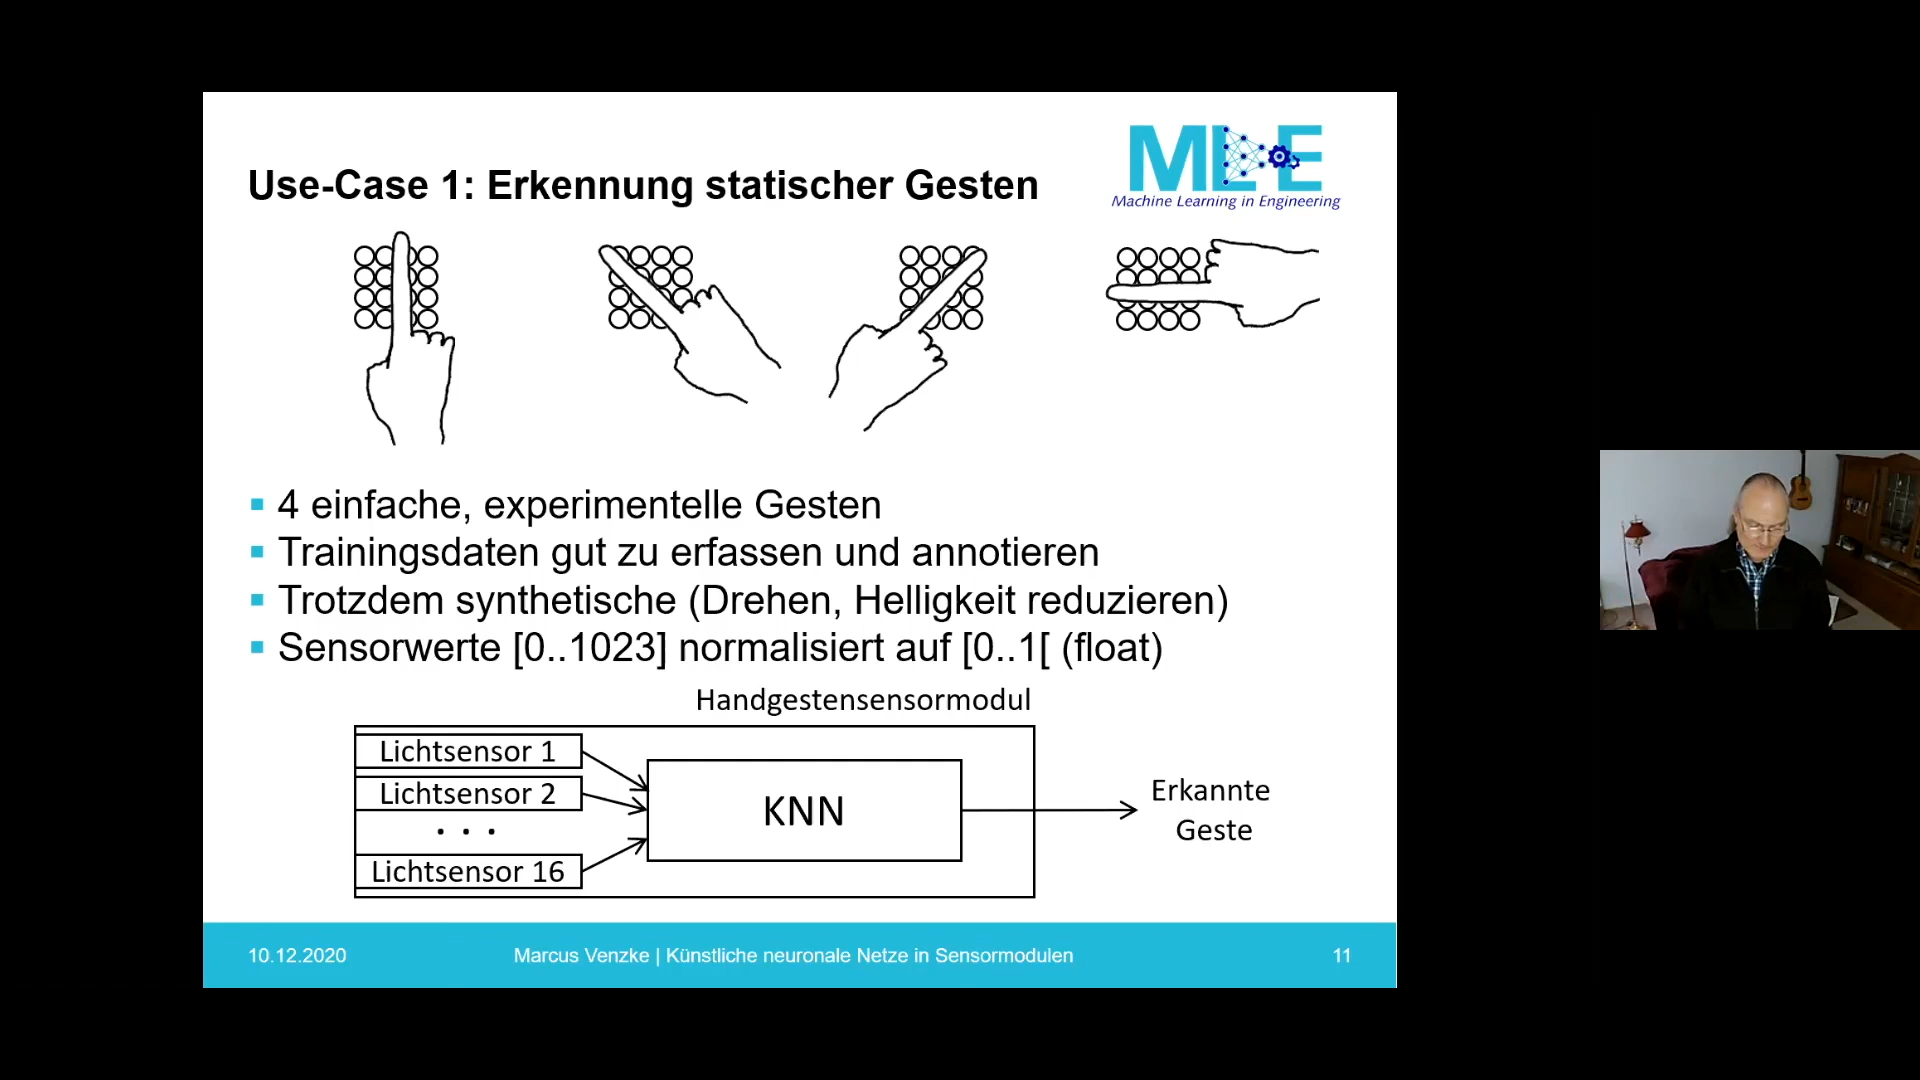 MLE
Machine Learning in Engineering
Use-Case 1: Erkennung statischer Gesten
4 einfache, experimentelle Gesten
Trainingsdaten gut zu erfassen und annotieren
Trotzdem synthetische (Drehen, Helligkeit reduzieren)
Sensorwerte [0..1023] normalisiert auf [0..1[ (float)
Handgestensensormodul
Lichtsensor 1
Lichtsensor 2
. . .
Lichtsensor 16
KNN
Erkannte
Geste
10.12.2020 Marcus Venzke | Künstliche neuronale Netze in Sensormodulen 11